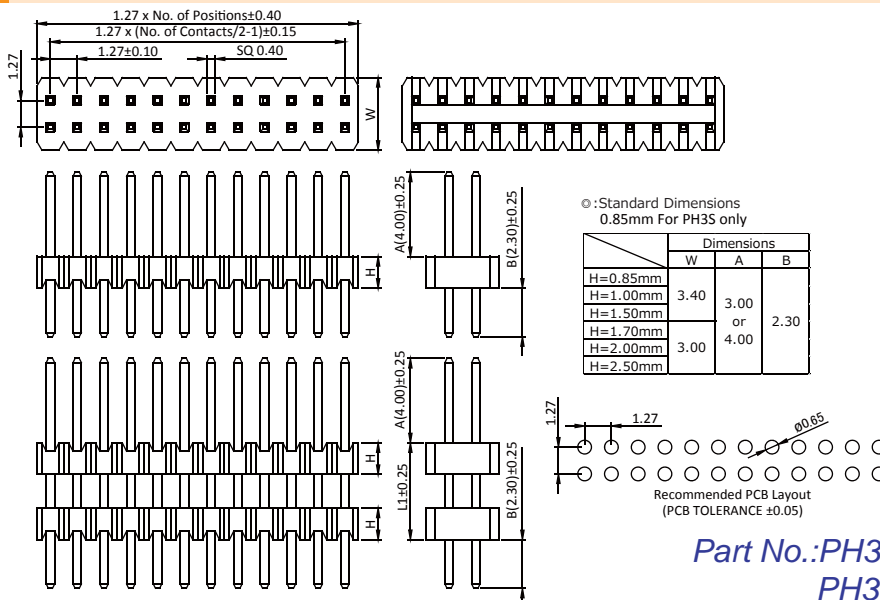 1.27 x No. of Positions±0.40
1.27 x (No. of Contacts/2-1)±0.15
1.27±0.10
SQ 0.40
1.27
W
A(4.00)±0.25
B(2.30)±0.25
H
◎:Standard Dimensions
0.85mm For PH3S only
Dimensions
W A B
H=0.85mm
H=1.00mm
H=1.50mm
H=1.70mm
H=2.00mm
H=2.50mm
3.40
3.00
3.00
or
4.00
2.30
A(4.00)±0.25
L1±0.25
B(2.30)±0.25
H
H
1.27
1.27
ø0.65
Recommended PCB Layout
(PCB TOLERANCE ±0.05)
Part No.:PH3
PH3